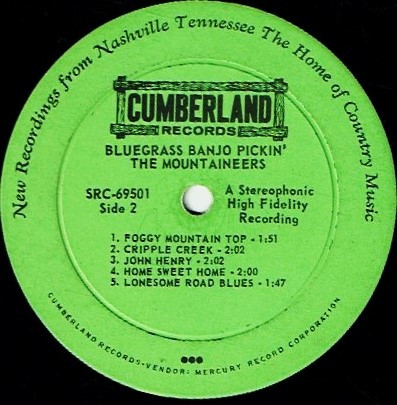 New Recordings from Nashville Tennessee The Home of Country Music
CUMBERLAND
RECORDS
BLUEGRASS BANJO PICKIN'
THE MOUNTAINEERS
SRC-69501
Side 2
A Stereophonic
High Fidelity
Recording
1. FOGGY MOUNTAIN TOP - 1:51
2. CRIPPLE CREEK - 2:02
3. JOHN HENRY - 2:02
4. HOME SWEET HOME - 2:00
5. LONESOME ROAD BLUES - 1:47
CUMBERLAND RECORDS-VENDOR: MERCURY RECORD CORPORATION